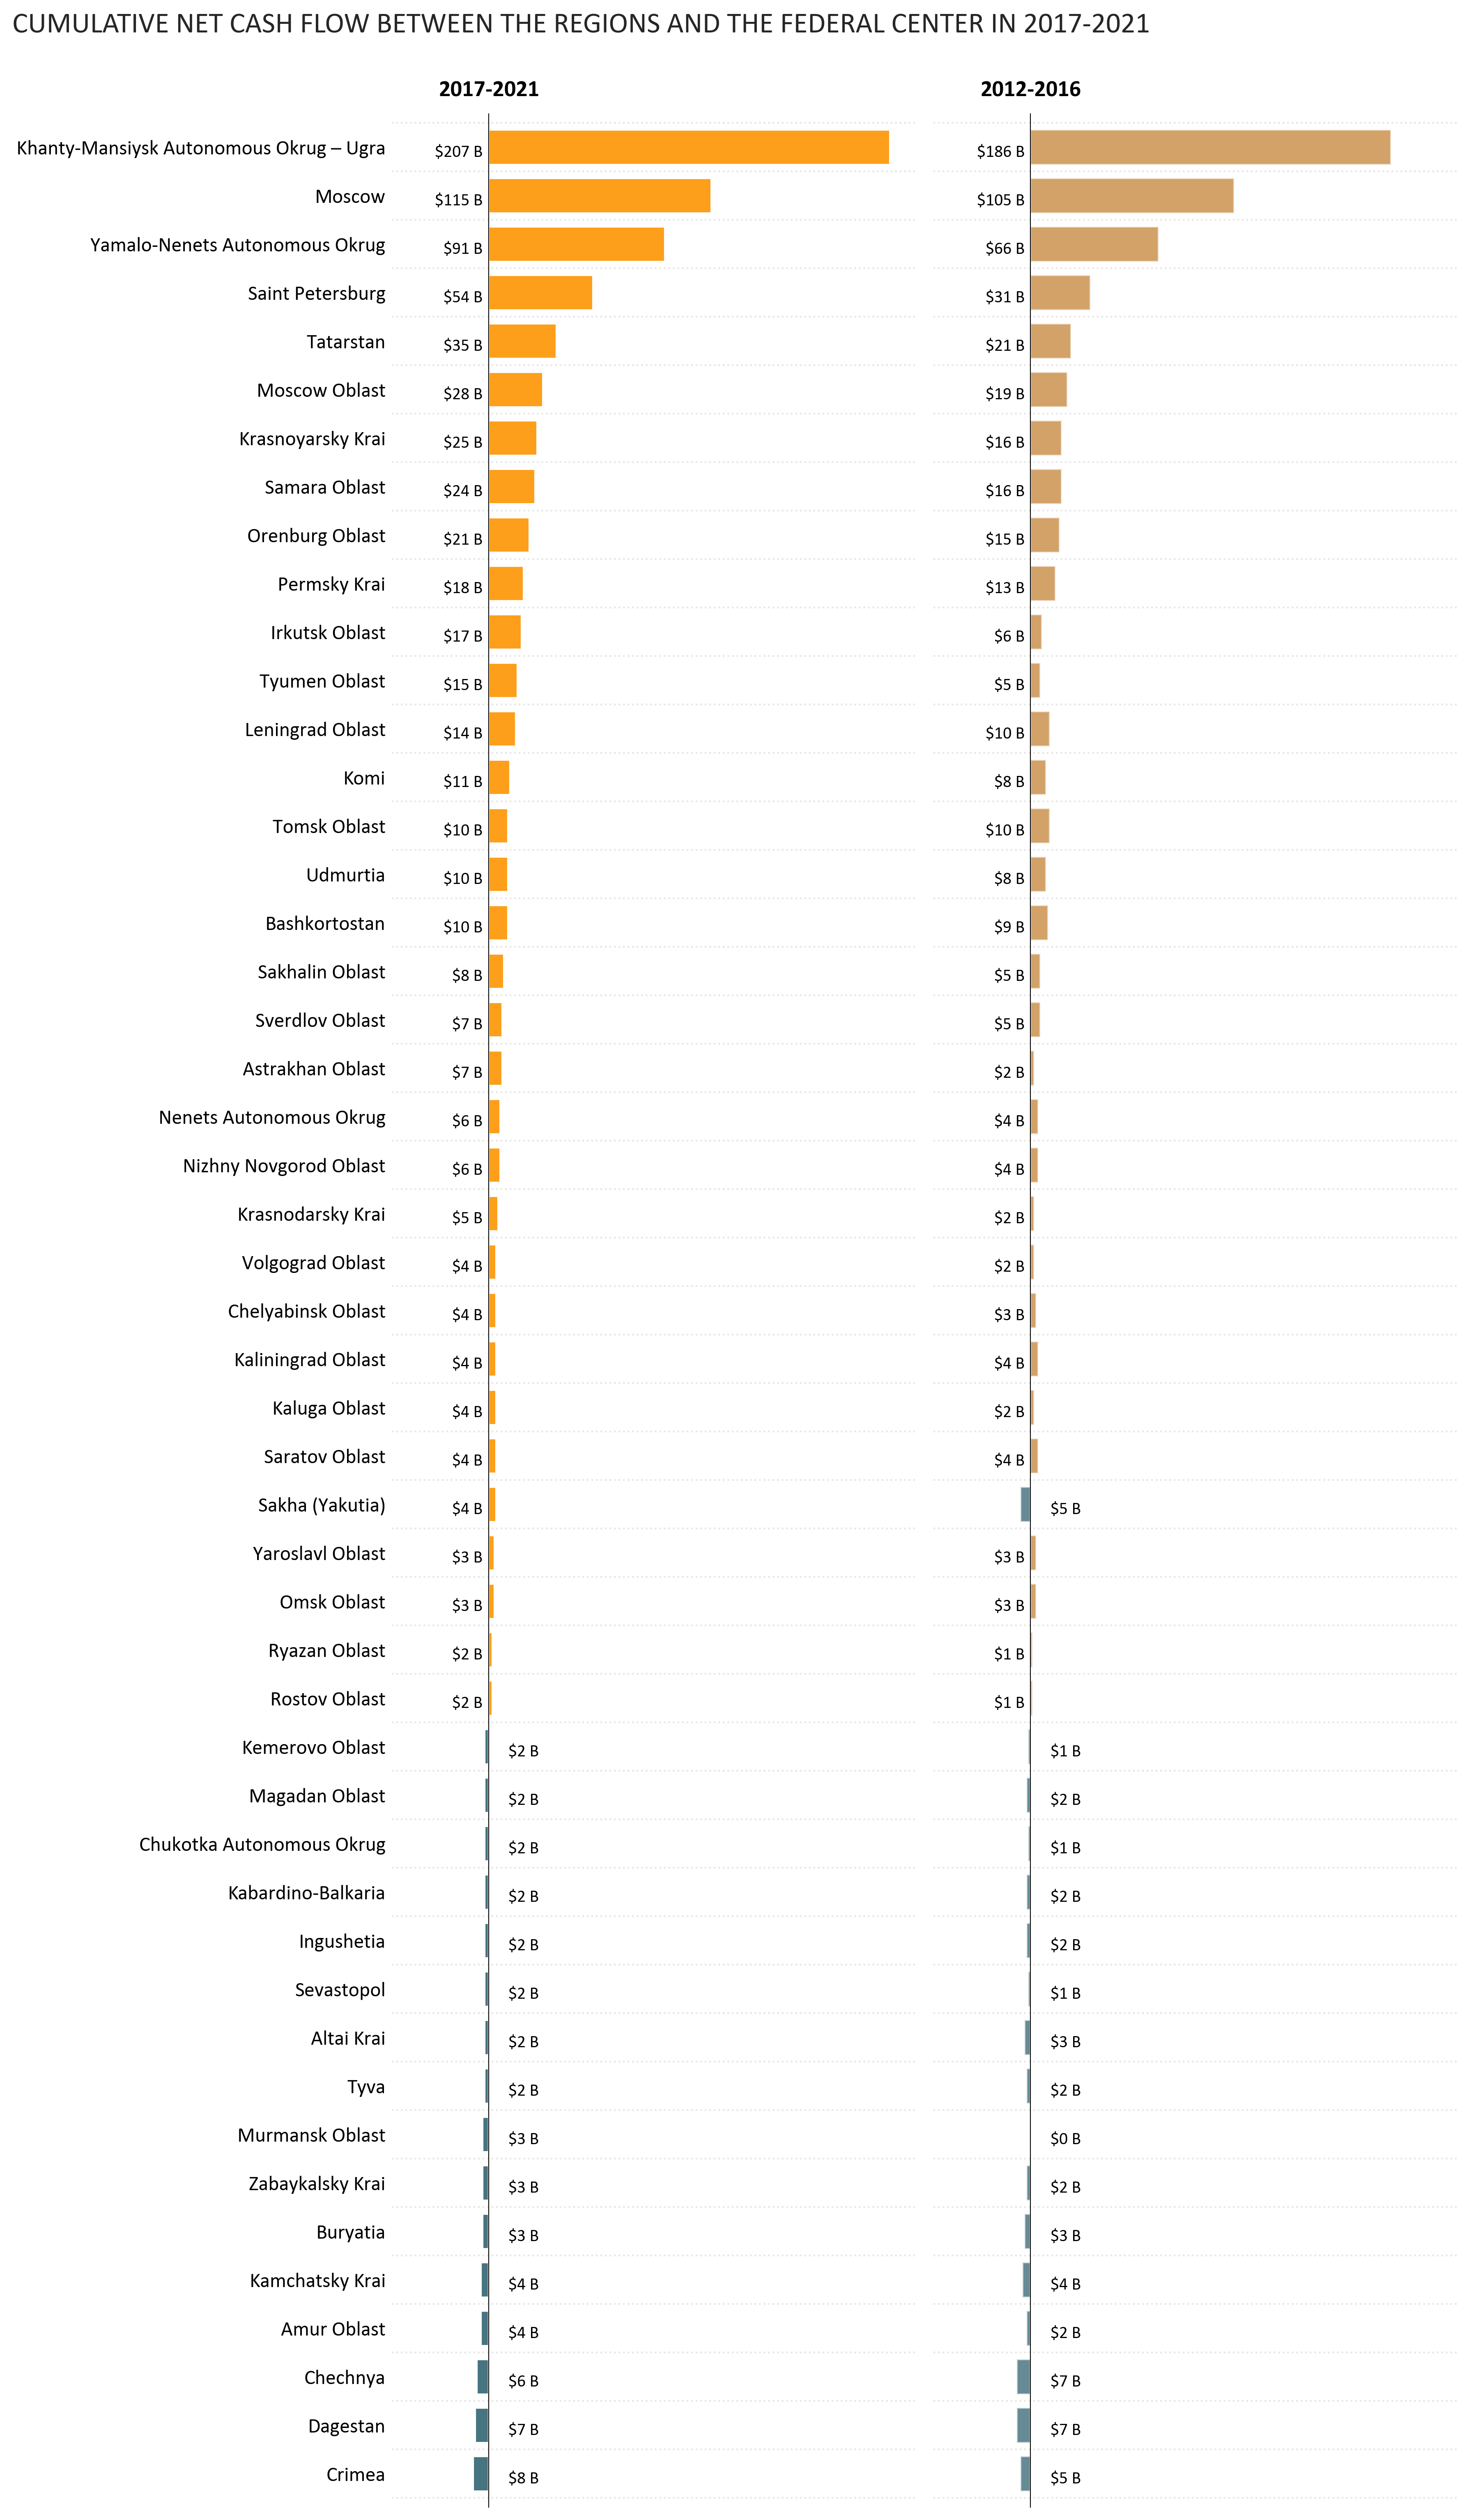 CUMULATIVE NET CASH FLOW BETWEEN THE REGIONS AND THE FEDERAL CENTER IN 2017-2021
2017-2021 2012-2016
Khanty-Mansiysk Autonomous Okrug – Ugra $207 B $186 B
Moscow $115 B $105 B
Yamalo-Nenets Autonomous Okrug $91 B $66 B
Saint Petersburg $54 B $31 B
Tatarstan $35 B $21 B
Moscow Oblast $28 B $19 B
Krasnoyarsky Krai $25 B $16 B
Samara Oblast $24 B $16 B
Orenburg Oblast $21 B $15 B
Permsky Krai $18 B $13 B
Irkutsk Oblast $17 B $6 B
Tyumen Oblast $15 B $5 B
Leningrad Oblast $14 B $10 B
Komi $11 B $8 B
Tomsk Oblast $10 B $10 B
Udmurtia $10 B $8 B
Bashkortostan $10 B $9 B
Sakhalin Oblast $8 B $5 B
Sverdlov Oblast $7 B $5 B
Astrakhan Oblast $7 B $2 B
Nenets Autonomous Okrug $6 B $4 B
Nizhny Novgorod Oblast $6 B $4 B
Krasnodarsky Krai $5 B $2 B
Volgograd Oblast $4 B $2 B
Chelyabinsk Oblast $4 B $3 B
Kaliningrad Oblast $4 B $4 B
Kaluga Oblast $4 B $2 B
Saratov Oblast $4 B $4 B
Sakha (Yakutia) $4 B $5 B
Yaroslavl Oblast $3 B $3 B
Omsk Oblast $3 B $3 B
Ryazan Oblast $2 B $1 B
Rostov Oblast $2 B $1 B
Kemerovo Oblast $2 B $1 B
Magadan Oblast $2 B $2 B
Chukotka Autonomous Okrug $2 B $1 B
Kabardino-Balkaria $2 B $2 B
Ingushetia $2 B $2 B
Sevastopol $2 B $1 B
Altai Krai $2 B $3 B
Tyva $2 B $2 B
Murmansk Oblast $3 B $0 B
Zabaykalsky Krai $3 B $2 B
Buryatia $3 B $3 B
Kamchatsky Krai $4 B $4 B
Amur Oblast $4 B $2 B
Chechnya $6 B $7 B
Dagestan $7 B $7 B
Crimea $8 B $5 B